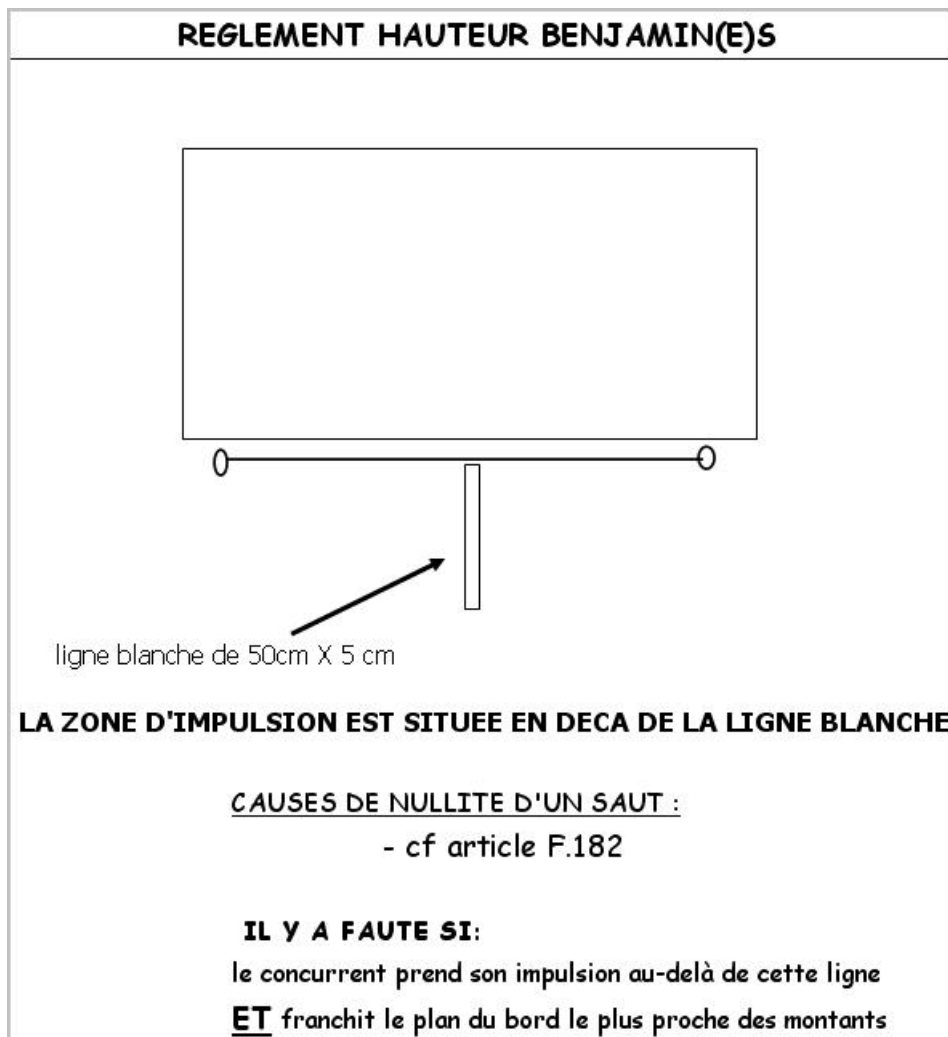 REGLEMENT HAUTEUR BENJAMIN(E)S
ligne blanche de 50cm X 5 cm
LA ZONE D'IMPULSION EST SITUEE EN DECA DE LA LIGNE BLANCHE
CAUSES DE NULLITE D'UN SAUT :
- cf article F.182
IL Y A FAUTE SI:
le concurrent prend son impulsion au-delà de cette ligne
ET franchit le plan du bord le plus proche des montants